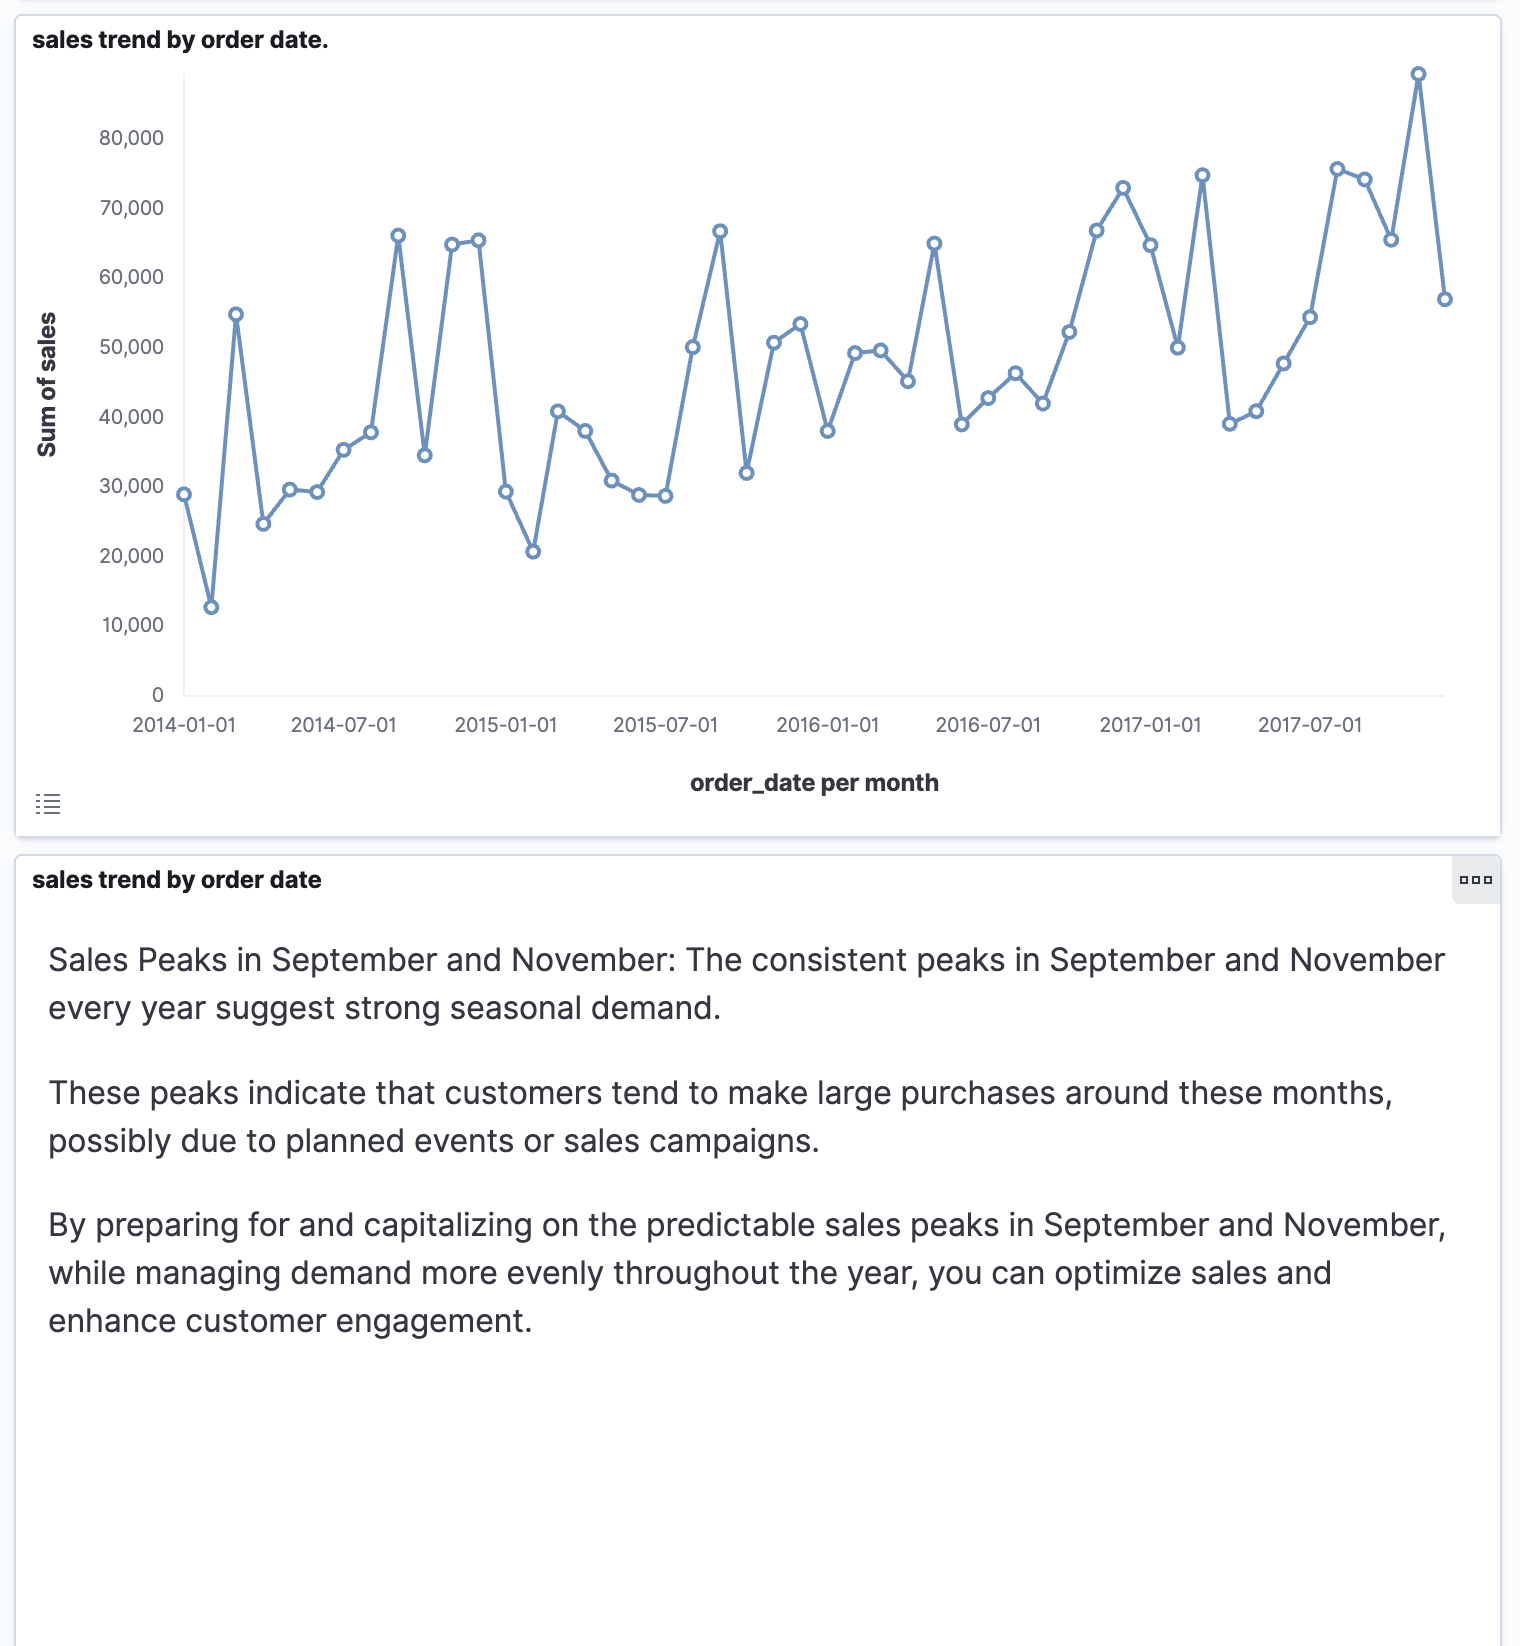 sales trend by order date.
80,000
70,000
60,000
50,000
40,000
30,000
20,000
10,000
0
Sum of sales
2014-01-01 2014-07-01 2015-01-01 2015-07-01 2016-01-01 2016-07-01 2017-01-01 2017-07-01
order_date per month
sales trend by order date
Sales Peaks in September and November: The consistent peaks in September and November
every year suggest strong seasonal demand.
These peaks indicate that customers tend to make large purchases around these months,
possibly due to planned events or sales campaigns.
By preparing for and capitalizing on the predictable sales peaks in September and November,
while managing demand more evenly throughout the year, you can optimize sales and
enhance customer engagement.